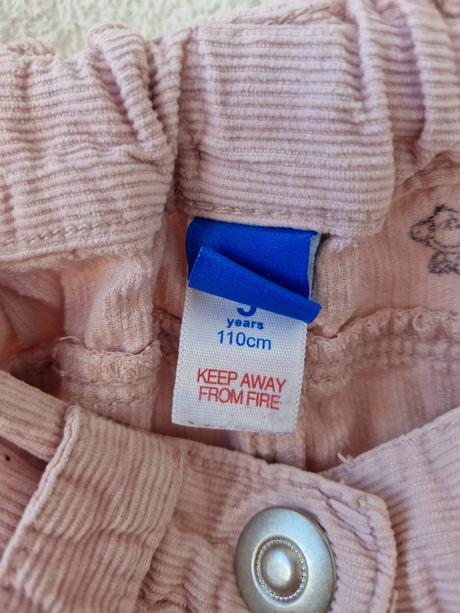 years
110cm
KEEP AWAY
FROM FIRE